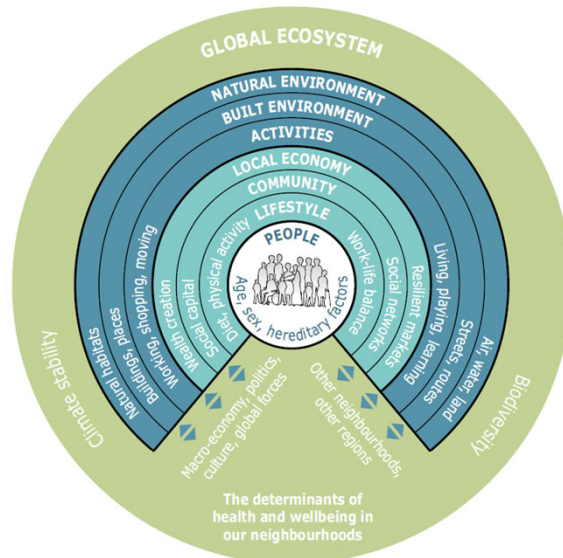 GLOBAL ECOSYSTEM
NATURAL ENVIRONMENT
BUILT ENVIRONMENT
ACTIVITIES
LOCAL ECONOMY
COMMUNITY
LIFESTYLE
PEOPLE
Age, sex, hereditary factors
Diet, physical activity
Work-life balance
Social capital
Social networks
Wealth creation
Resilient markets
Working, shopping, moving
Living, playing, learning
Buildings, places
Streets, routes
Natural habitats
Air, water, land
Climate stability
Biodiversity
Macro-economy, politics,
culture, global forces
Other neighbourhoods,
other regions
The determinants of
health and wellbeing in
our neighbourhoods